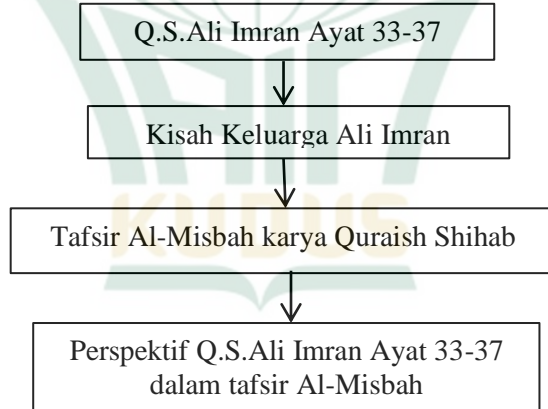 Q.S.Ali Imran Ayat 33-37
Kisah Keluarga Ali Imran
KUDUS
Tafsir Al-Misbah karya Quraish Shihab
Perspektif Q.S.Ali Imran Ayat 33-37
dalam tafsir Al-Misbah